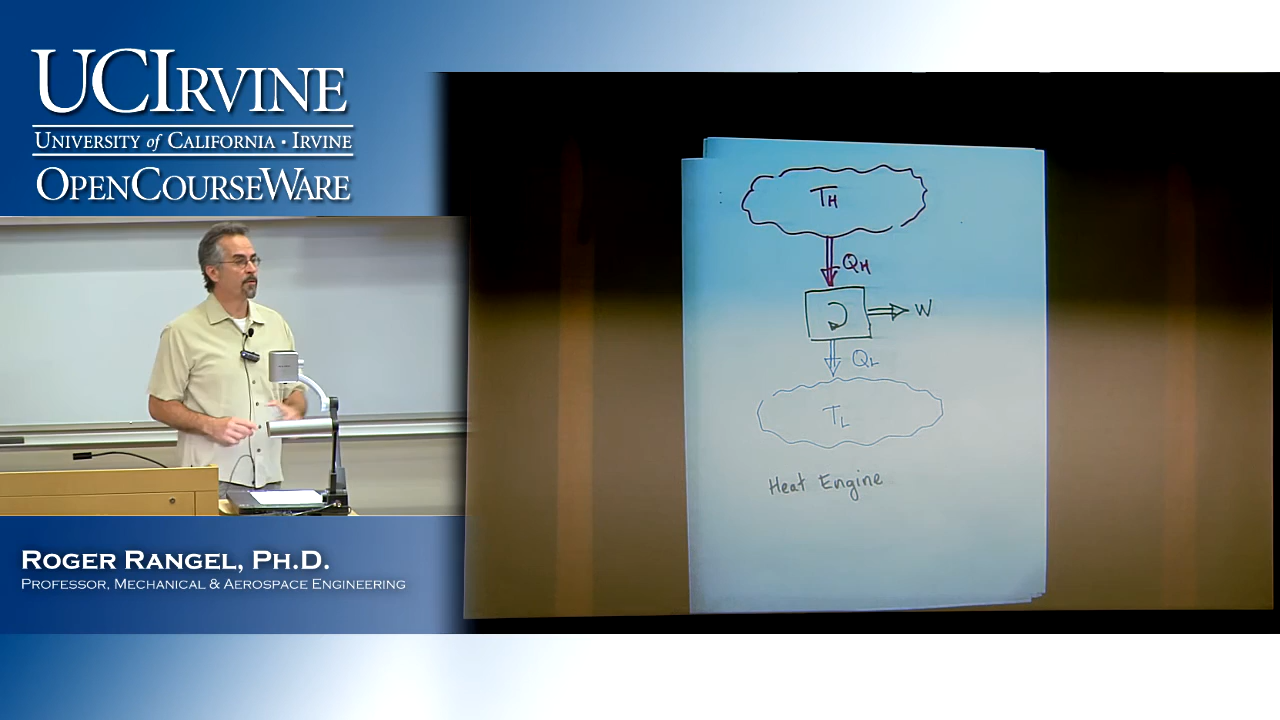 UCIRVINE
UNIVERSITY of CALIFORNIA · IRVINE
OPENCOURSEWARE
TH
QH
W
QL
TL
Heat Engine
ROGER RANGEL, PH.D.
PROFESSOR, MECHANICAL & AEROSPACE ENGINEERING